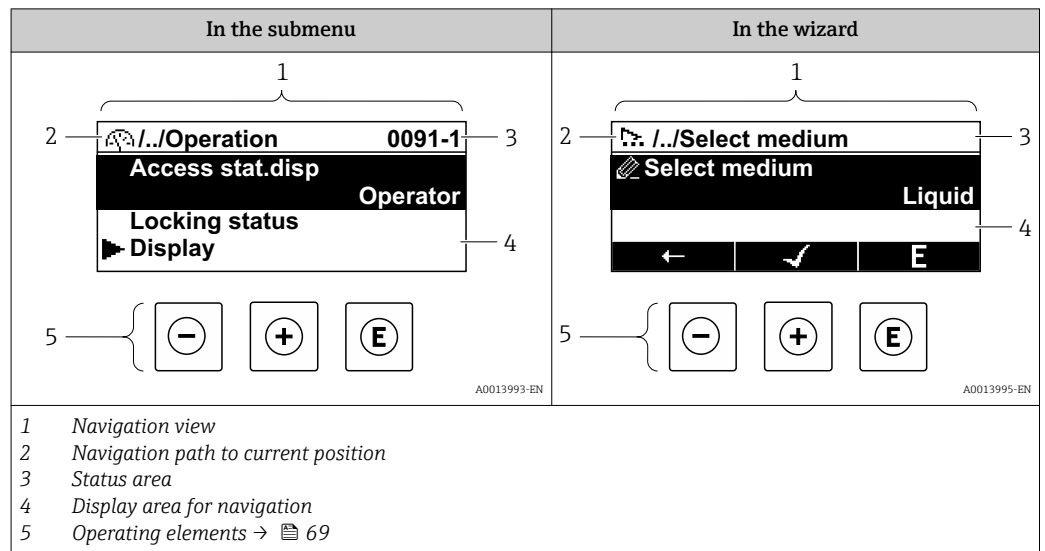 In the submenu
In the wizard
1
2
/../Operation 0091-1
3
Access stat.disp
Operator
Locking status
Display
4
5
- + E
A0013993-EN
1
2
/../Select medium
3
Select medium
Liquid
4
← ✓ E
5
- + E
A0013995-EN
1 Navigation view
2 Navigation path to current position
3 Status area
4 Display area for navigation
5 Operating elements → 69